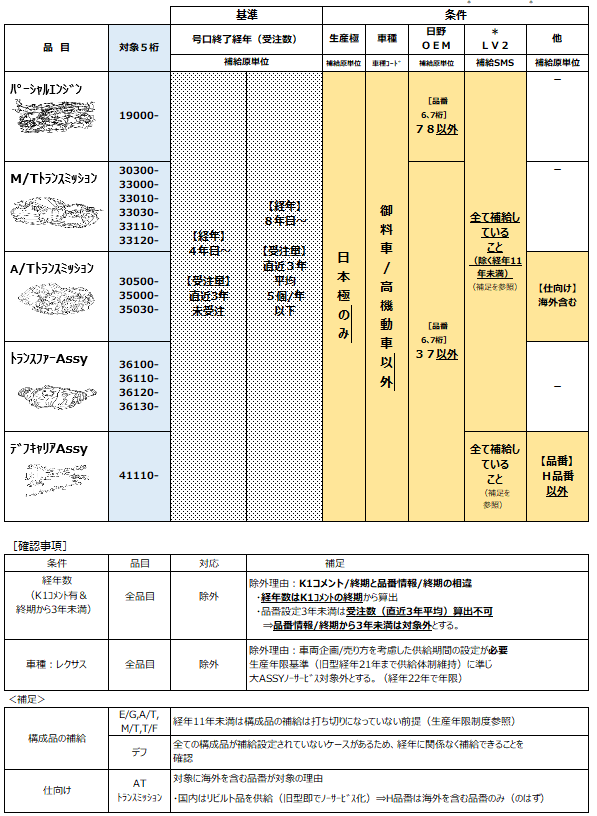 基準
条件
品　目
対象５桁
号口終了経年（受注数）
生産極
車種
日野
ＯＥＭ
＊
ＬＶ２
他
補給原単位
補給原単位
車種ｺｰﾄﾞ
補給原単位
補給SMS
補給原単位
ﾊﾟｰｼｬﾙｴﾝｼﾞﾝ
19000-
［品番
6.7桁］
７８以外
－
M/Tﾄﾗﾝｽﾐｯｼｮﾝ
30300-
33000-
33010-
33030-
33110-
33120-
－
A/Tﾄﾗﾝｽﾐｯｼｮﾝ
30500-
35000-
35030-
【仕向け】
海外含む
ﾄﾗﾝｽﾌｧｰAssy
36100-
36110-
36120-
36130-
－
ﾃﾞﾌｷｬﾘｱAssy
41110-
【経年】
４年目～
【受注量】
直近3年
未受注
【経年】
８年目～
【受注量】
直近３年
平均
５個/年
以下
日本極のみ
御料車/高機動車以外
［品番
6.7桁］
３７以外
全て補給し
ている
こと
（除く経年11
年未満）
（補足を参照）
全て補給し
ている
こと
（補足を
参照）
【品番】
Ｈ品番
以外
［確認事項］
条件
品目
対応
補足
経年数
（K1ｺﾒﾝﾄ有＆
終期から3年未満）
全品目
除外
除外理由：K1コメント/終期と品番情報/終期の相違
・経年数はK1ｺﾒﾝﾄの終期から算出
・品番設定3年未満は受注数（直近3年平均）算出不可
⇒品番情報/終期から3年未満は対象外とする。
車種：レクサス
全品目
除外
除外理由：車両企画/売り方を考慮した供給期間の設定が必要
生産年限基準（旧型経年21年まで供給体制維持）に準じ
大ASSYﾉｰｻｰﾋﾞｽ対象外とする。（経年22年で年限）
＜補足＞
構成品の補給
E/G,A/T,
M/T,T/F
経年11年未満は構成品の補給は打ち切りになっていない前提（生産年限制度参照）
デフ
全ての構成品が補給設定されていないケースがあるため、経年に関係なく補給できることを
確認
仕向け
AT
ﾄﾗﾝｽﾐｯｼｮﾝ
対象に海外を含む品番が対象の理由
・国内はリビルト品を供給（旧型即でﾉｰｻｰﾋﾞｽ化）⇒H品番は海外を含む品番のみ（のはず）